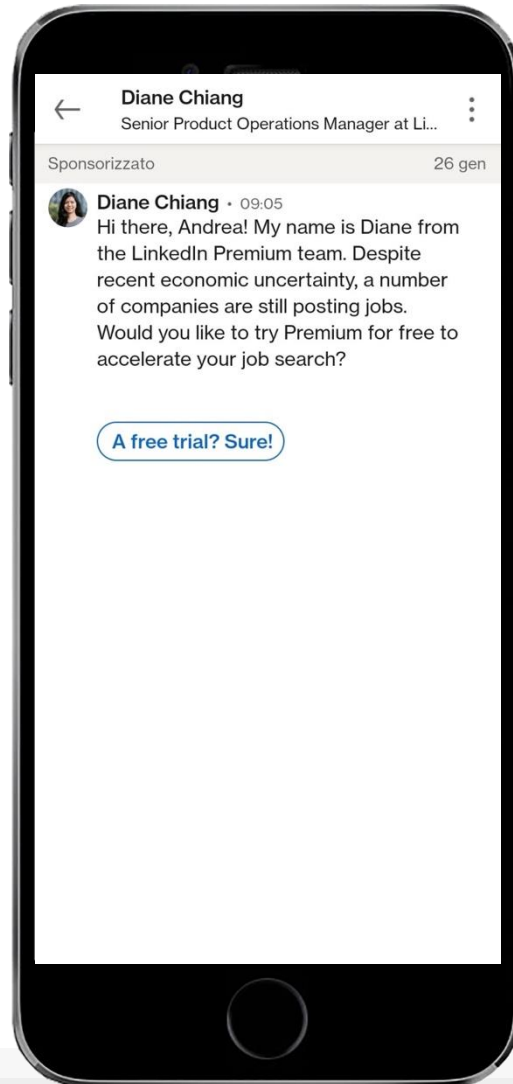 Diane Chiang
Senior Product Operations Manager at Li...
Sponsorizzato 26 gen
Diane Chiang • 09:05
Hi there, Andrea! My name is Diane from
the LinkedIn Premium team. Despite
recent economic uncertainty, a number
of companies are still posting jobs.
Would you like to try Premium for free to
accelerate your job search?
A free trial? Sure!